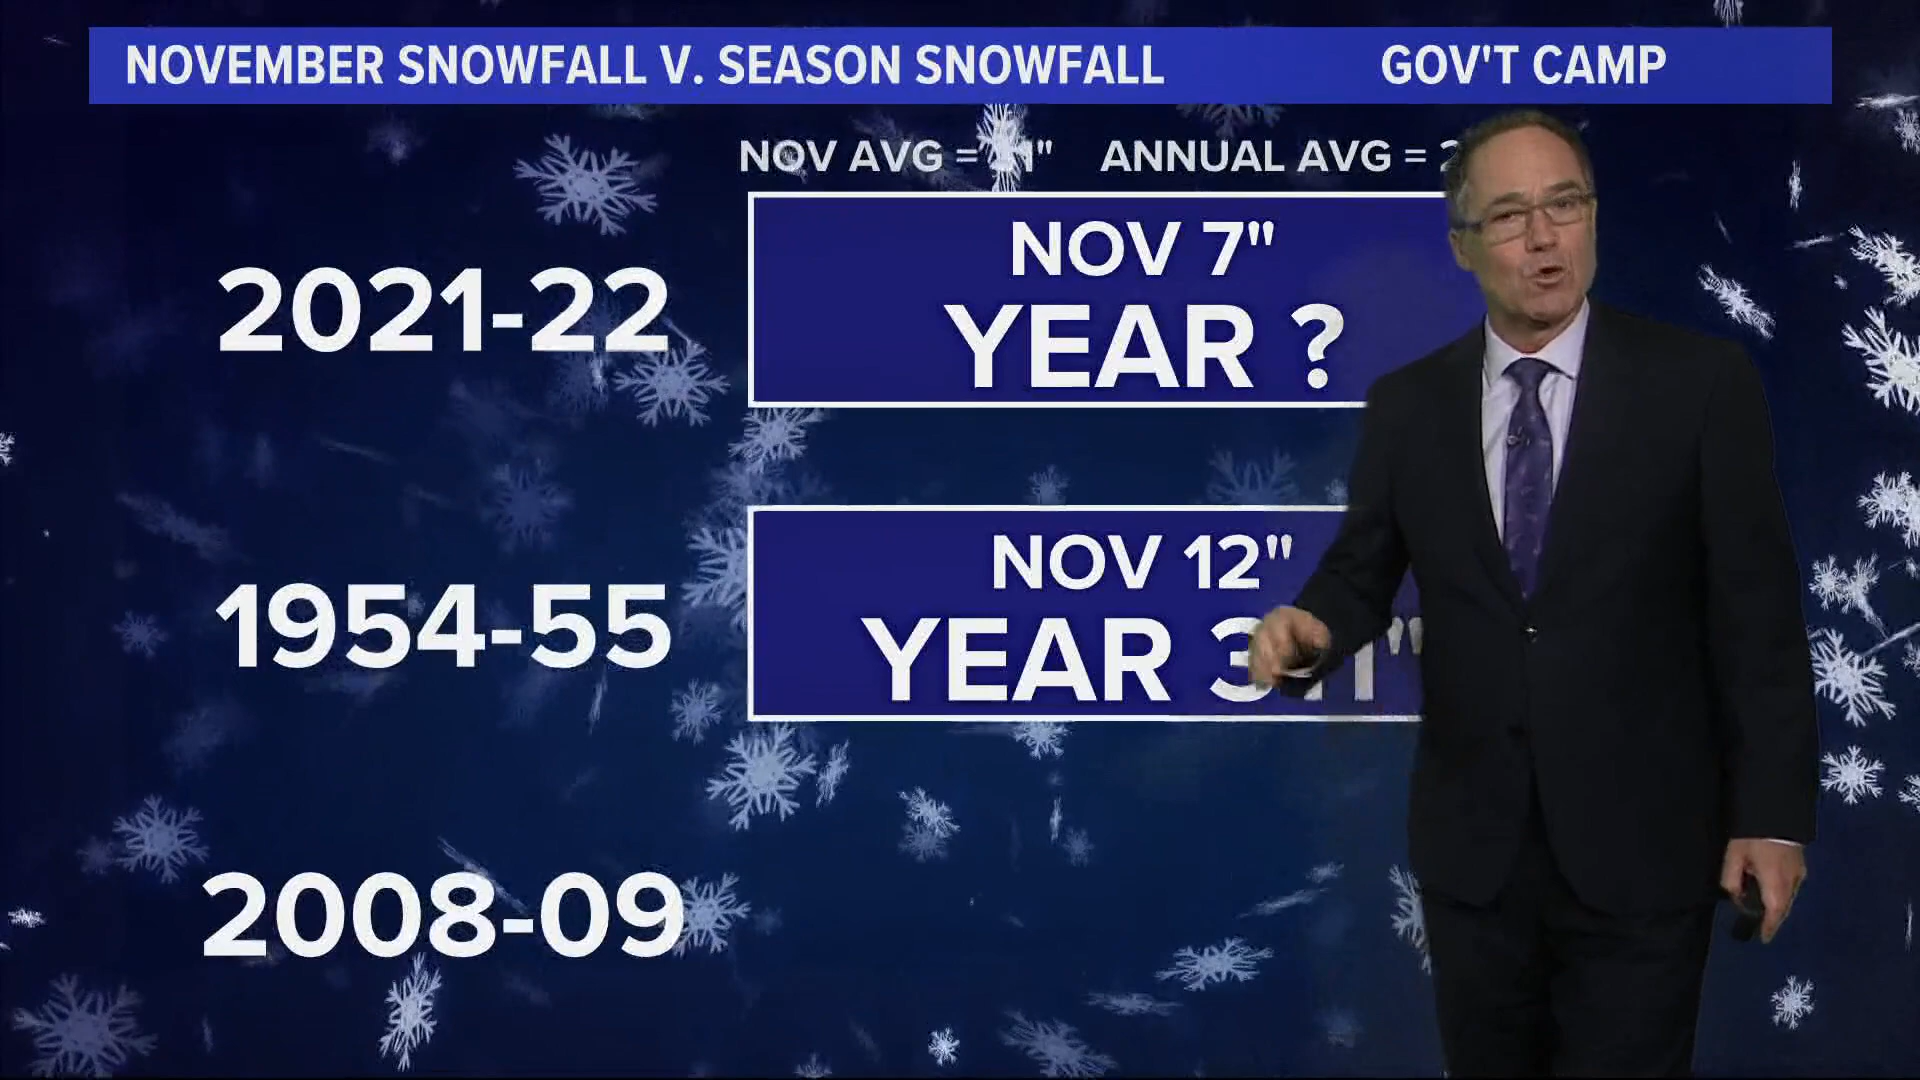 NOVEMBER SNOWFALL V. SEASON SNOWFALL GOV'T CAMP
NOV AVG = ANNUAL AVG =
2021-22
NOV 7"
YEAR ?
1954-55
NOV 12"
YEAR
2008-09